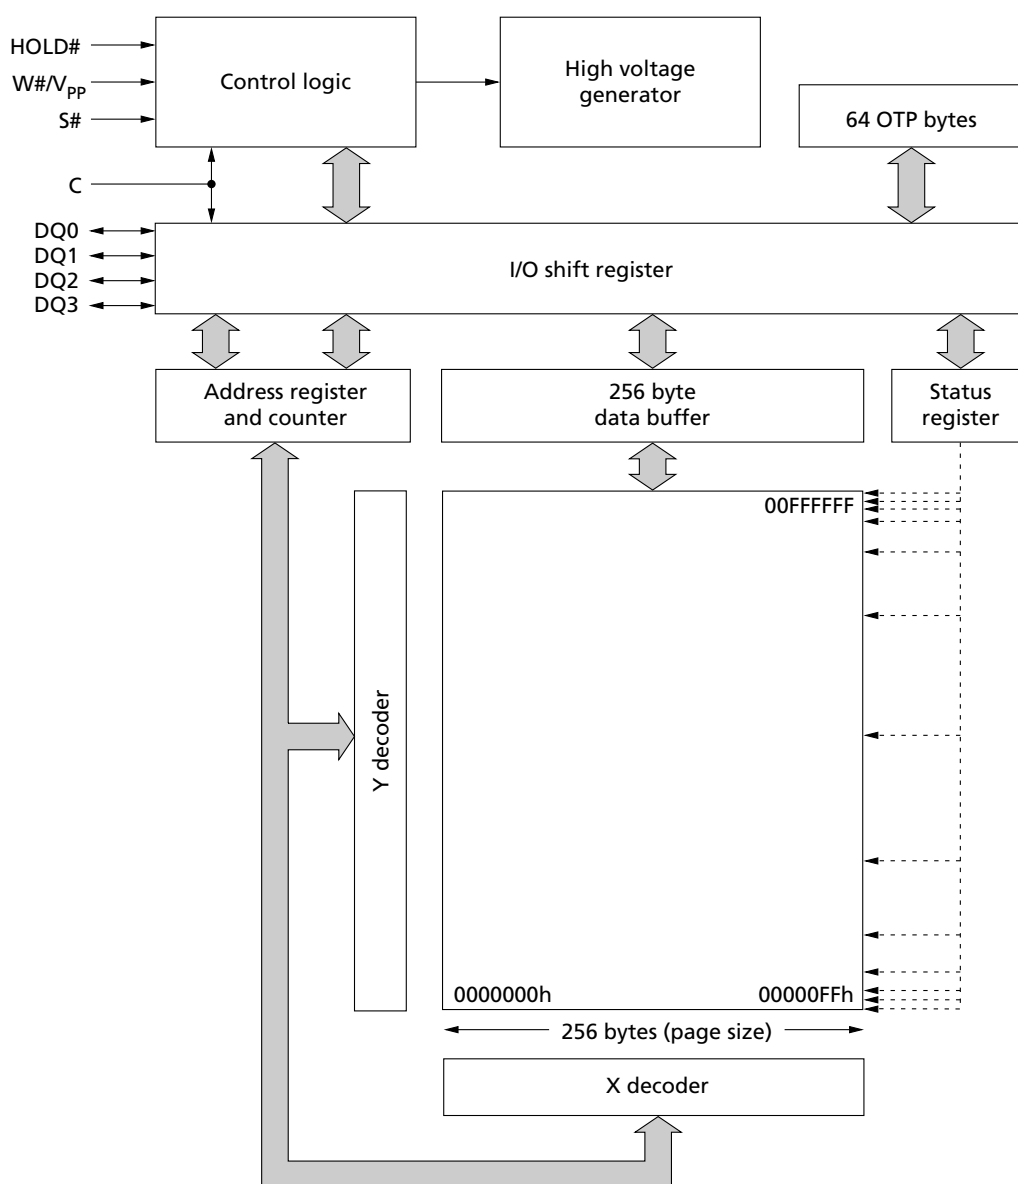 HOLD#
W#/VPP
S#
Control logic
High voltage
generator
64 OTP bytes
C
DQ0
DQ1
DQ2
DQ3
I/O shift register
Address register
and counter
256 byte
data buffer
Status
register
00FFFFFF
Y decoder
0000000h
00000FFh
256 bytes (page size)
X decoder